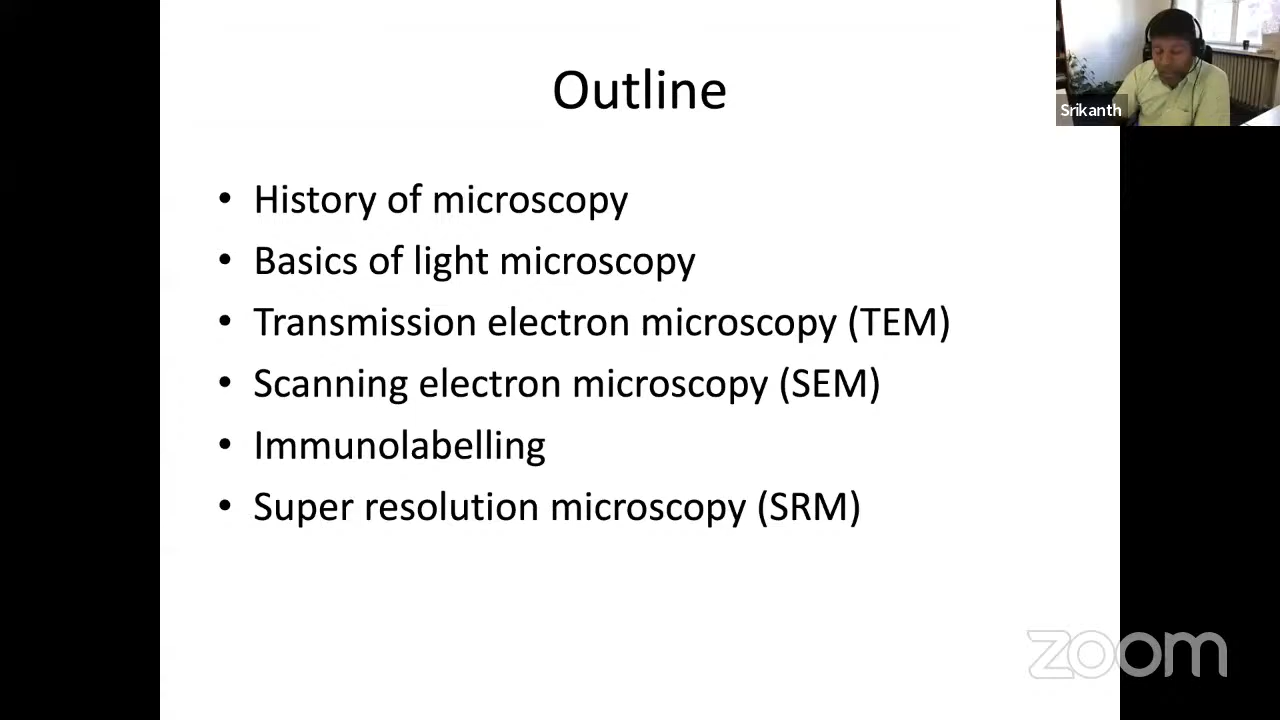 Outline
• History of microscopy
• Basics of light microscopy
• Transmission electron microscopy (TEM)
• Scanning electron microscopy (SEM)
• Immunolabelling
• Super resolution microscopy (SRM)
Srikanth
zoom